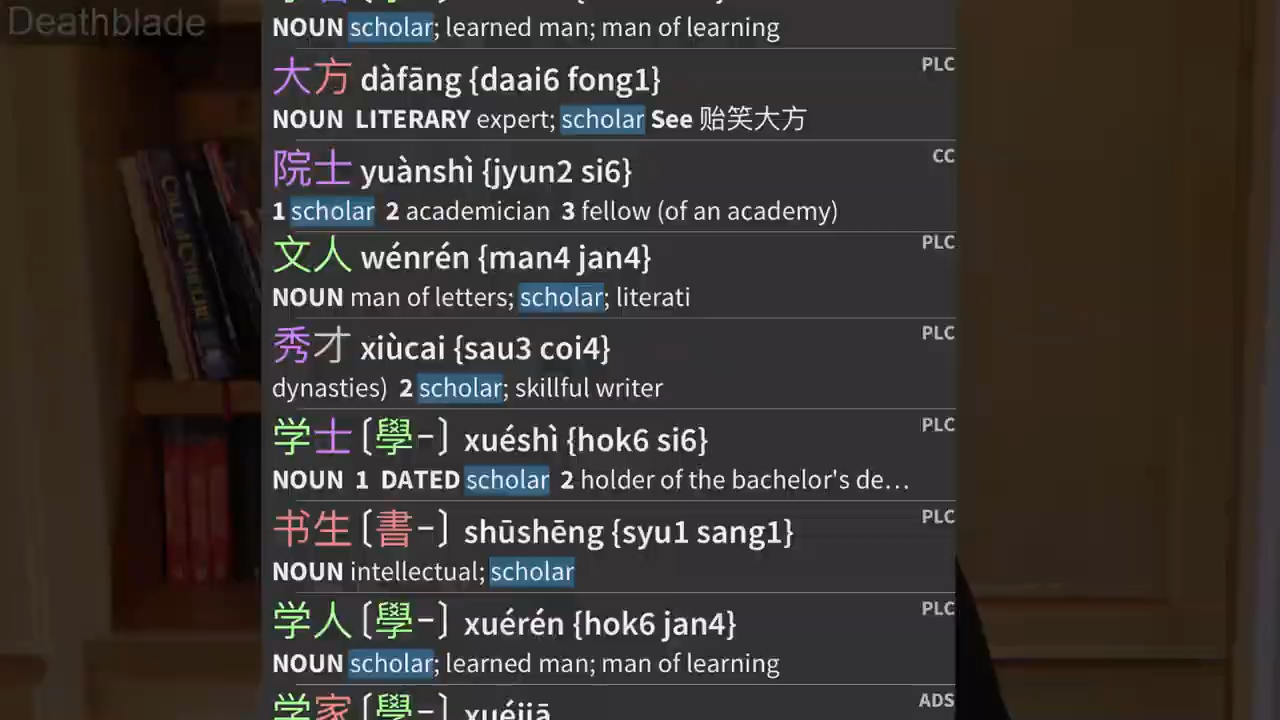 Deathblade
NOUN scholar; learned man; man of learning
大方 dàfāng {daai6 fong1} PLC
NOUN LITERARY expert; scholar See 贻笑大方
院士 yuànshì {jyun2 si6} CC
1 scholar 2 academician 3 fellow (of an academy)
文人 wénrén {man4 jan4} PLC
NOUN man of letters; scholar; literati
秀才 xiùcai {sau3 coi4} PLC
dynasties) 2 scholar; skillful writer
学士〔學-〕 xuéshì {hok6 si6} PLC
NOUN 1 DATED scholar 2 holder of the bachelor's de…
书生〔書-〕 shūshēng {syu1 sang1} PLC
NOUN intellectual; scholar
学人〔學-〕 xuérén {hok6 jan4} PLC
NOUN scholar; learned man; man of learning
学家〔學-〕 xuéjiā ADS